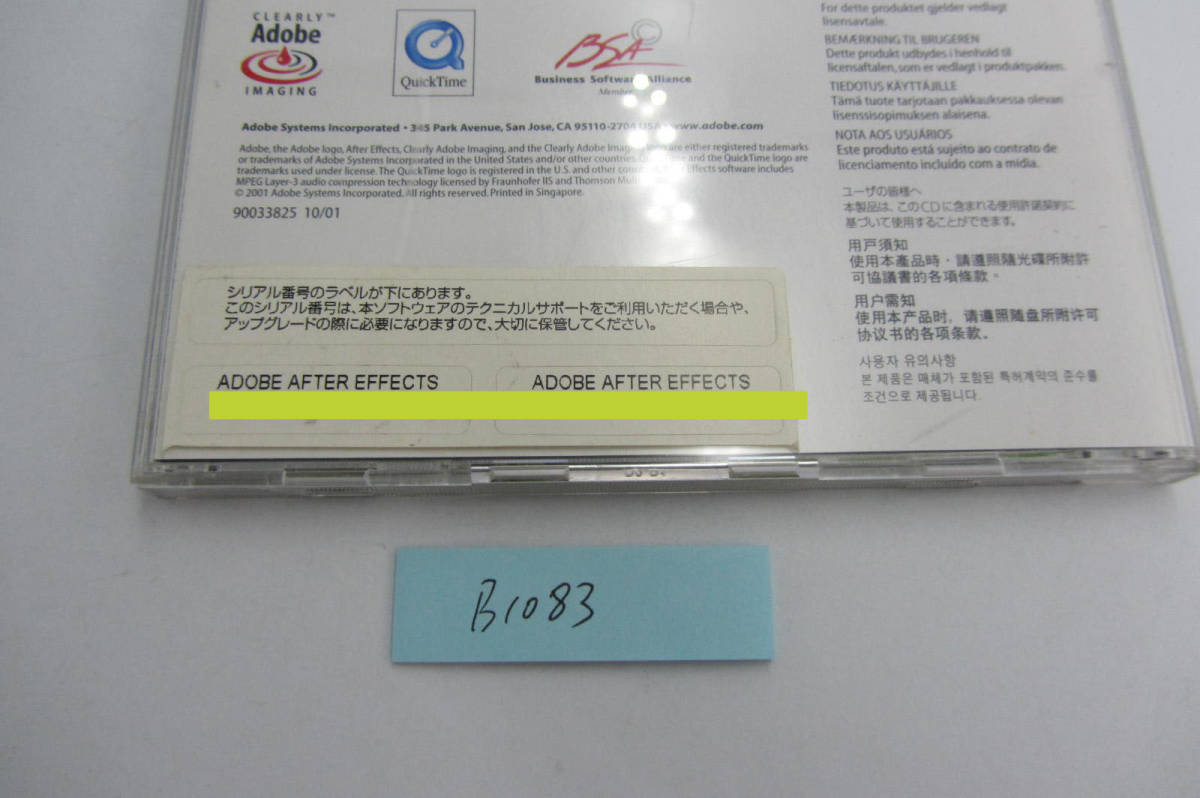 CLEARLY™
Adobe
IMAGING
QuickTime
BSA
Business Software Alliance
Member
Adobe Systems Incorporated • 345 Park Avenue, San Jose, CA 95110-2704 USA www.adobe.com
Adobe, the Adobe logo, After Effects, Clearly Adobe Imaging, and the Clearly Adobe Imaging logo are either registered trademarks
or trademarks of Adobe Systems Incorporated in the United States and/or other countries. QuickTime and the QuickTime logo are
trademarks used under license. The QuickTime logo is registered in the U.S. and other countries. Effects software includes
MPEG Layer-3 audio compression technology licensed by Fraunhofer IIS and Thomson
© 2001 Adobe Systems Incorporated. All rights reserved. Printed in Singapore.
90033825 10/01
For dette produktet gjelder vedlagt
lisensavtale.
BEMÆRKNING TIL BRUGEREN
Dette produkt udbydes i henhold til
licensaftalen, som er vedlagt i produktpakken.
TIEDOTUS KÄYTTÄJILLE
Tämä tuote tarjotaan pakkauksessa olevan
lisenssisopimuksen alaisena.
NOTA AOS USUÁRIOS
Este produto está sujeito ao contrato de
licenciamento incluído com a mídia.
ユーザの皆様へ
本製品は、このCDに含まれる使用許諾契約に
基づいて使用することができます。
用戸須知
使用本產品時，請遵照隨光碟所附許
可協議書的各項條款。
用户需知
使用本产品时，请遵照随盘所附许可
协议书的各项条款。
사용자 유의사항
본 제품은 매체가 포함된 특허계약의 준수를
조건으로 제공됩니다.
シリアル番号のラベルが下にあります。
このシリアル番号は、本ソフトウェアのテクニカルサポートをご利用いただく場合や、
アップグレードの際に必要になりますので、大切に保管してください。
ADOBE AFTER EFFECTS
ADOBE AFTER EFFECTS
B1083